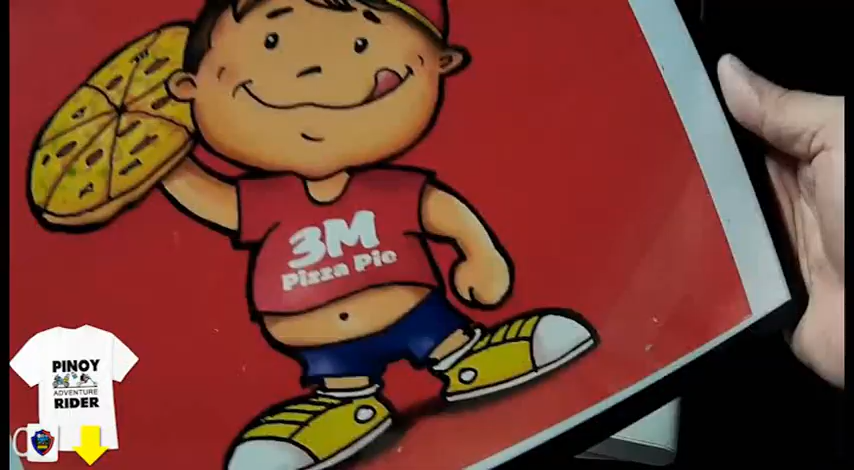 3M
Pizza Pie
PINOY
ADVENTURE
RIDER